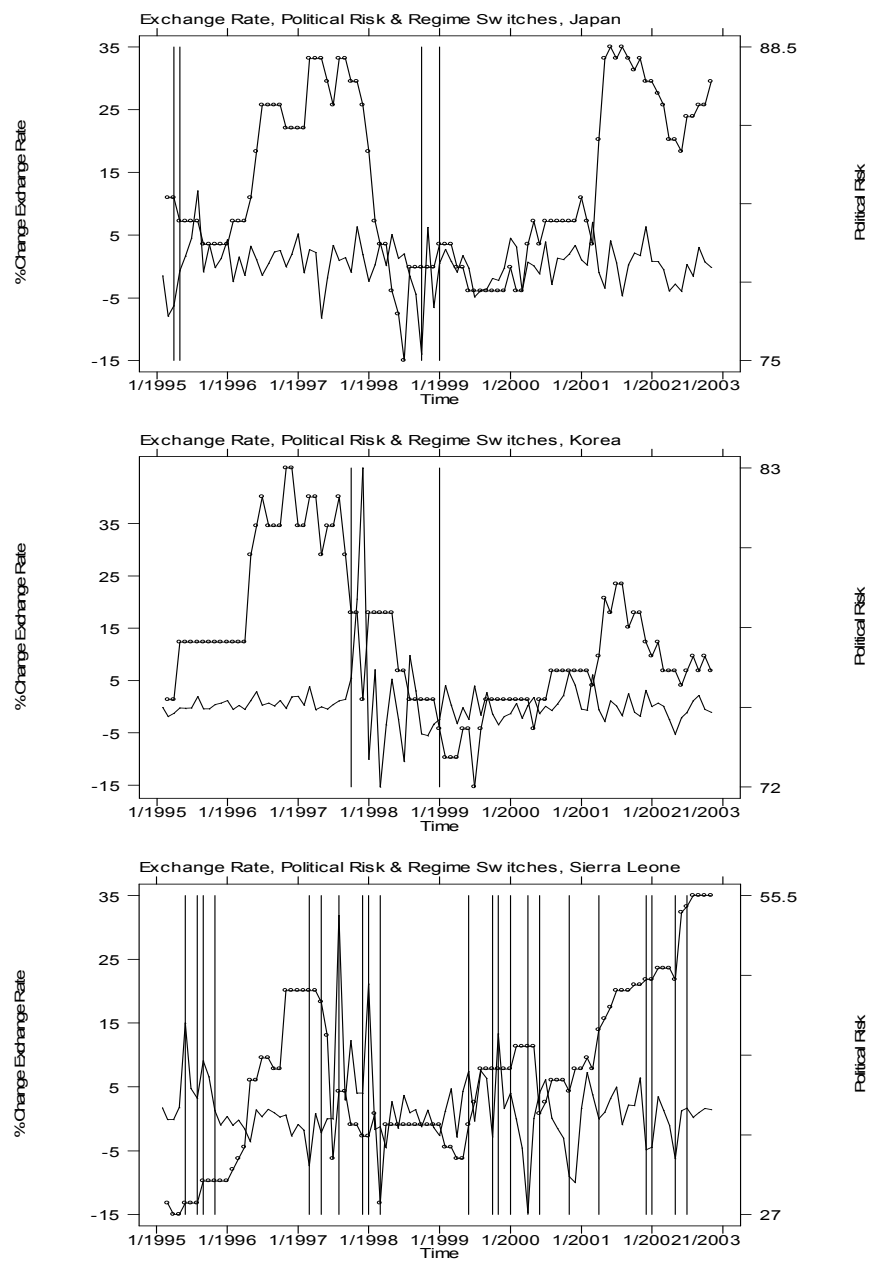 Exchange Rate, Political Risk & Regime Switches, Japan
35
25
15
5
-5
-15
88.5
75
%Change Exchange Rate
Political Risk
1/1995 1/1996 1/1997 1/1998 1/1999 1/2000 1/2001 1/20021/2003
Time
Exchange Rate, Political Risk & Regime Switches, Korea
35
25
15
5
-5
-15
83
72
%Change Exchange Rate
Political Risk
1/1995 1/1996 1/1997 1/1998 1/1999 1/2000 1/2001 1/20021/2003
Time
Exchange Rate, Political Risk & Regime Switches, Sierra Leone
35
25
15
5
-5
-15
55.5
27
%Change Exchange Rate
Political Risk
1/1995 1/1996 1/1997 1/1998 1/1999 1/2000 1/2001 1/20021/2003
Time